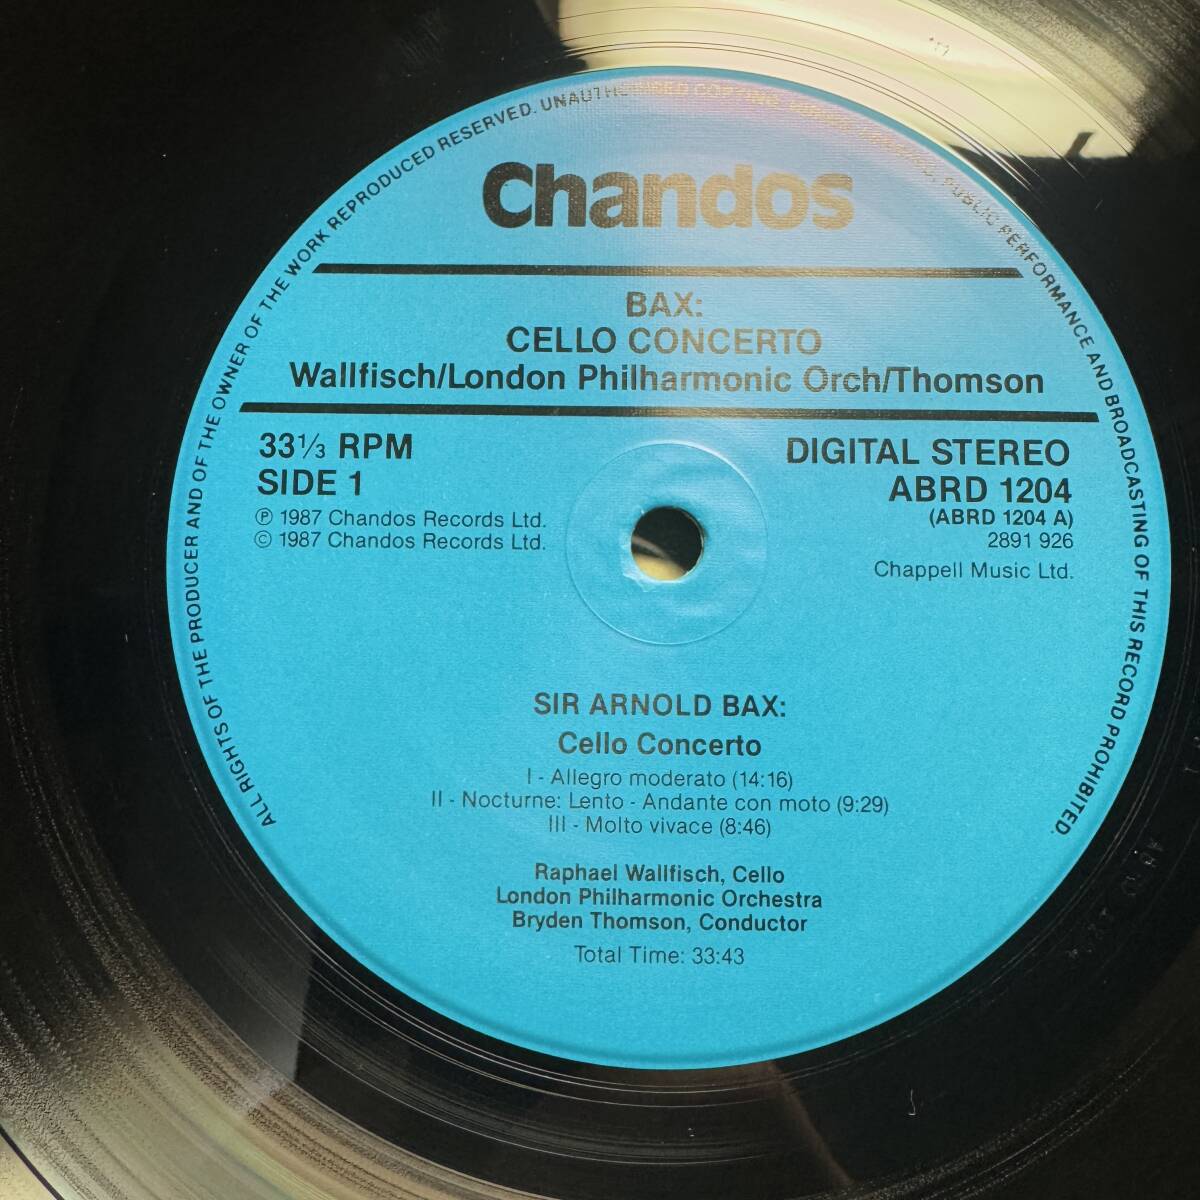 ALL RIGHTS OF THE PRODUCER AND OF THE OWNER OF THE WORK REPRODUCED RESERVED. UNAUTHORISED COPYING, PUBLIC PERFORMANCE AND BROADCASTING OF THIS RECORD PROHIBITED.
Chandos
BAX:
CELLO CONCERTO
Wallfisch/London Philharmonic Orch/Thomson
33⅓ RPM
SIDE 1
℗ 1987 Chandos Records Ltd.
© 1987 Chandos Records Ltd.
DIGITAL STEREO
ABRD 1204
(ABRD 1204 A)
2891 926
Chappell Music Ltd.
SIR ARNOLD BAX:
Cello Concerto
I - Allegro moderato (14:16)
II - Nocturne: Lento - Andante con moto (9:29)
III - Molto vivace (8:46)
Raphael Wallfisch, Cello
London Philharmonic Orchestra
Bryden Thomson, Conductor
Total Time: 33:43